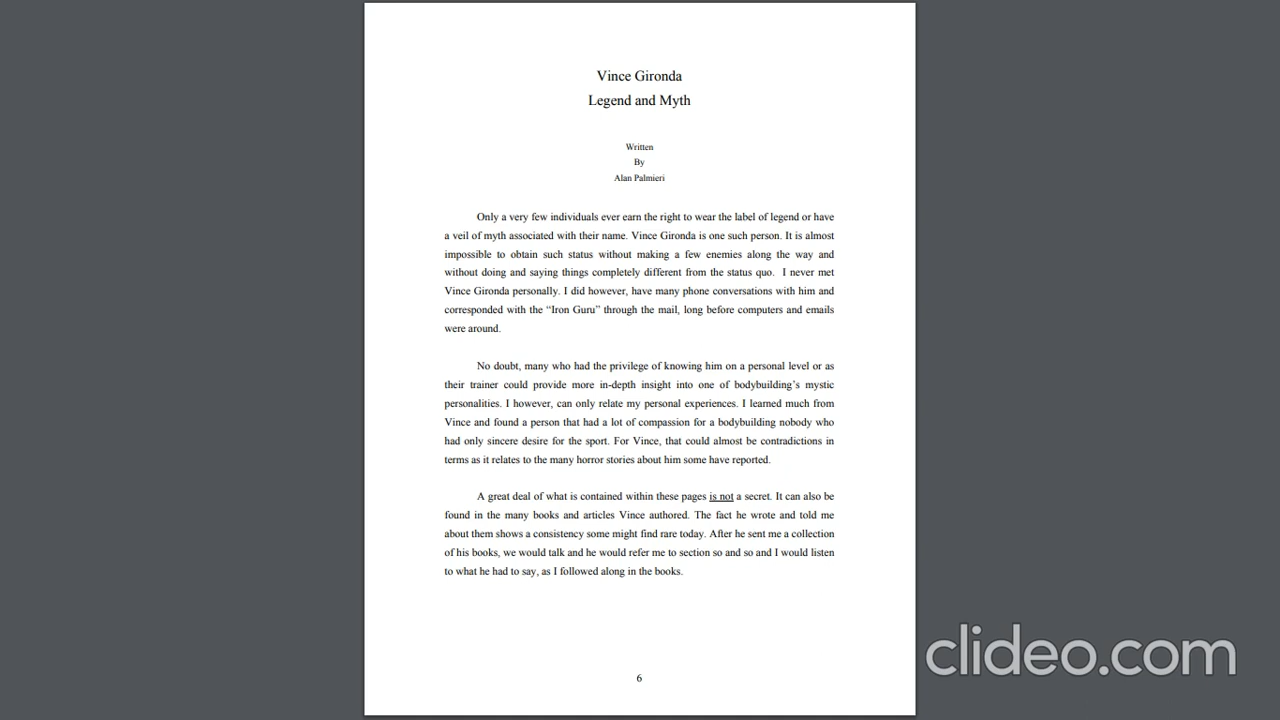 Vince Gironda
Legend and Myth
Written
By
Alan Palmieri
Only a very few individuals ever earn the right to wear the label of legend or have
a veil of myth associated with their name. Vince Gironda is one such person. It is almost
impossible to obtain such status without making a few enemies along the way and
without doing and saying things completely different from the status quo.  I never met
Vince Gironda personally. I did however, have many phone conversations with him and
corresponded with the “Iron Guru” through the mail, long before computers and emails
were around.
No doubt, many who had the privilege of knowing him on a personal level or as
their trainer could provide more in-depth insight into one of bodybuilding’s mystic
personalities. I however, can only relate my personal experiences. I learned much from
Vince and found a person that had a lot of compassion for a bodybuilding nobody who
had only sincere desire for the sport. For Vince, that could almost be contradictions in
terms as it relates to the many horror stories about him some have reported.
A great deal of what is contained within these pages is not a secret. It can also be
found in the many books and articles Vince authored. The fact he wrote and told me
about them shows a consistency some might find rare today. After he sent me a collection
of his books, we would talk and he would refer me to section so and so and I would listen
to what he had to say, as I followed along in the books.
6
clideo.com